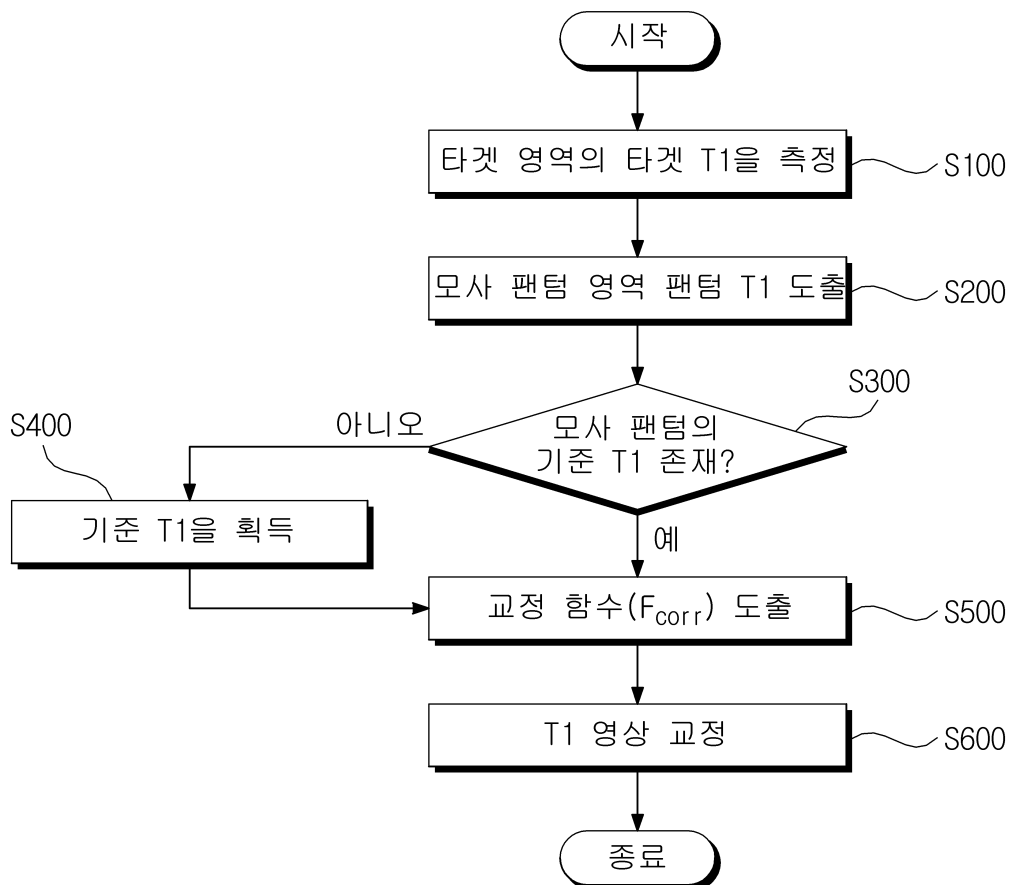 시작
타겟 영역의 타겟 T1을 측정
S100
모사 팬텀 영역 팬텀 T1 도출
S200
S300
모사 팬텀의
기준 T1 존재?
아니오
S400
기준 T1을 획득
예
교정 함수(Fcorr) 도출
S500
T1 영상 교정
S600
종료